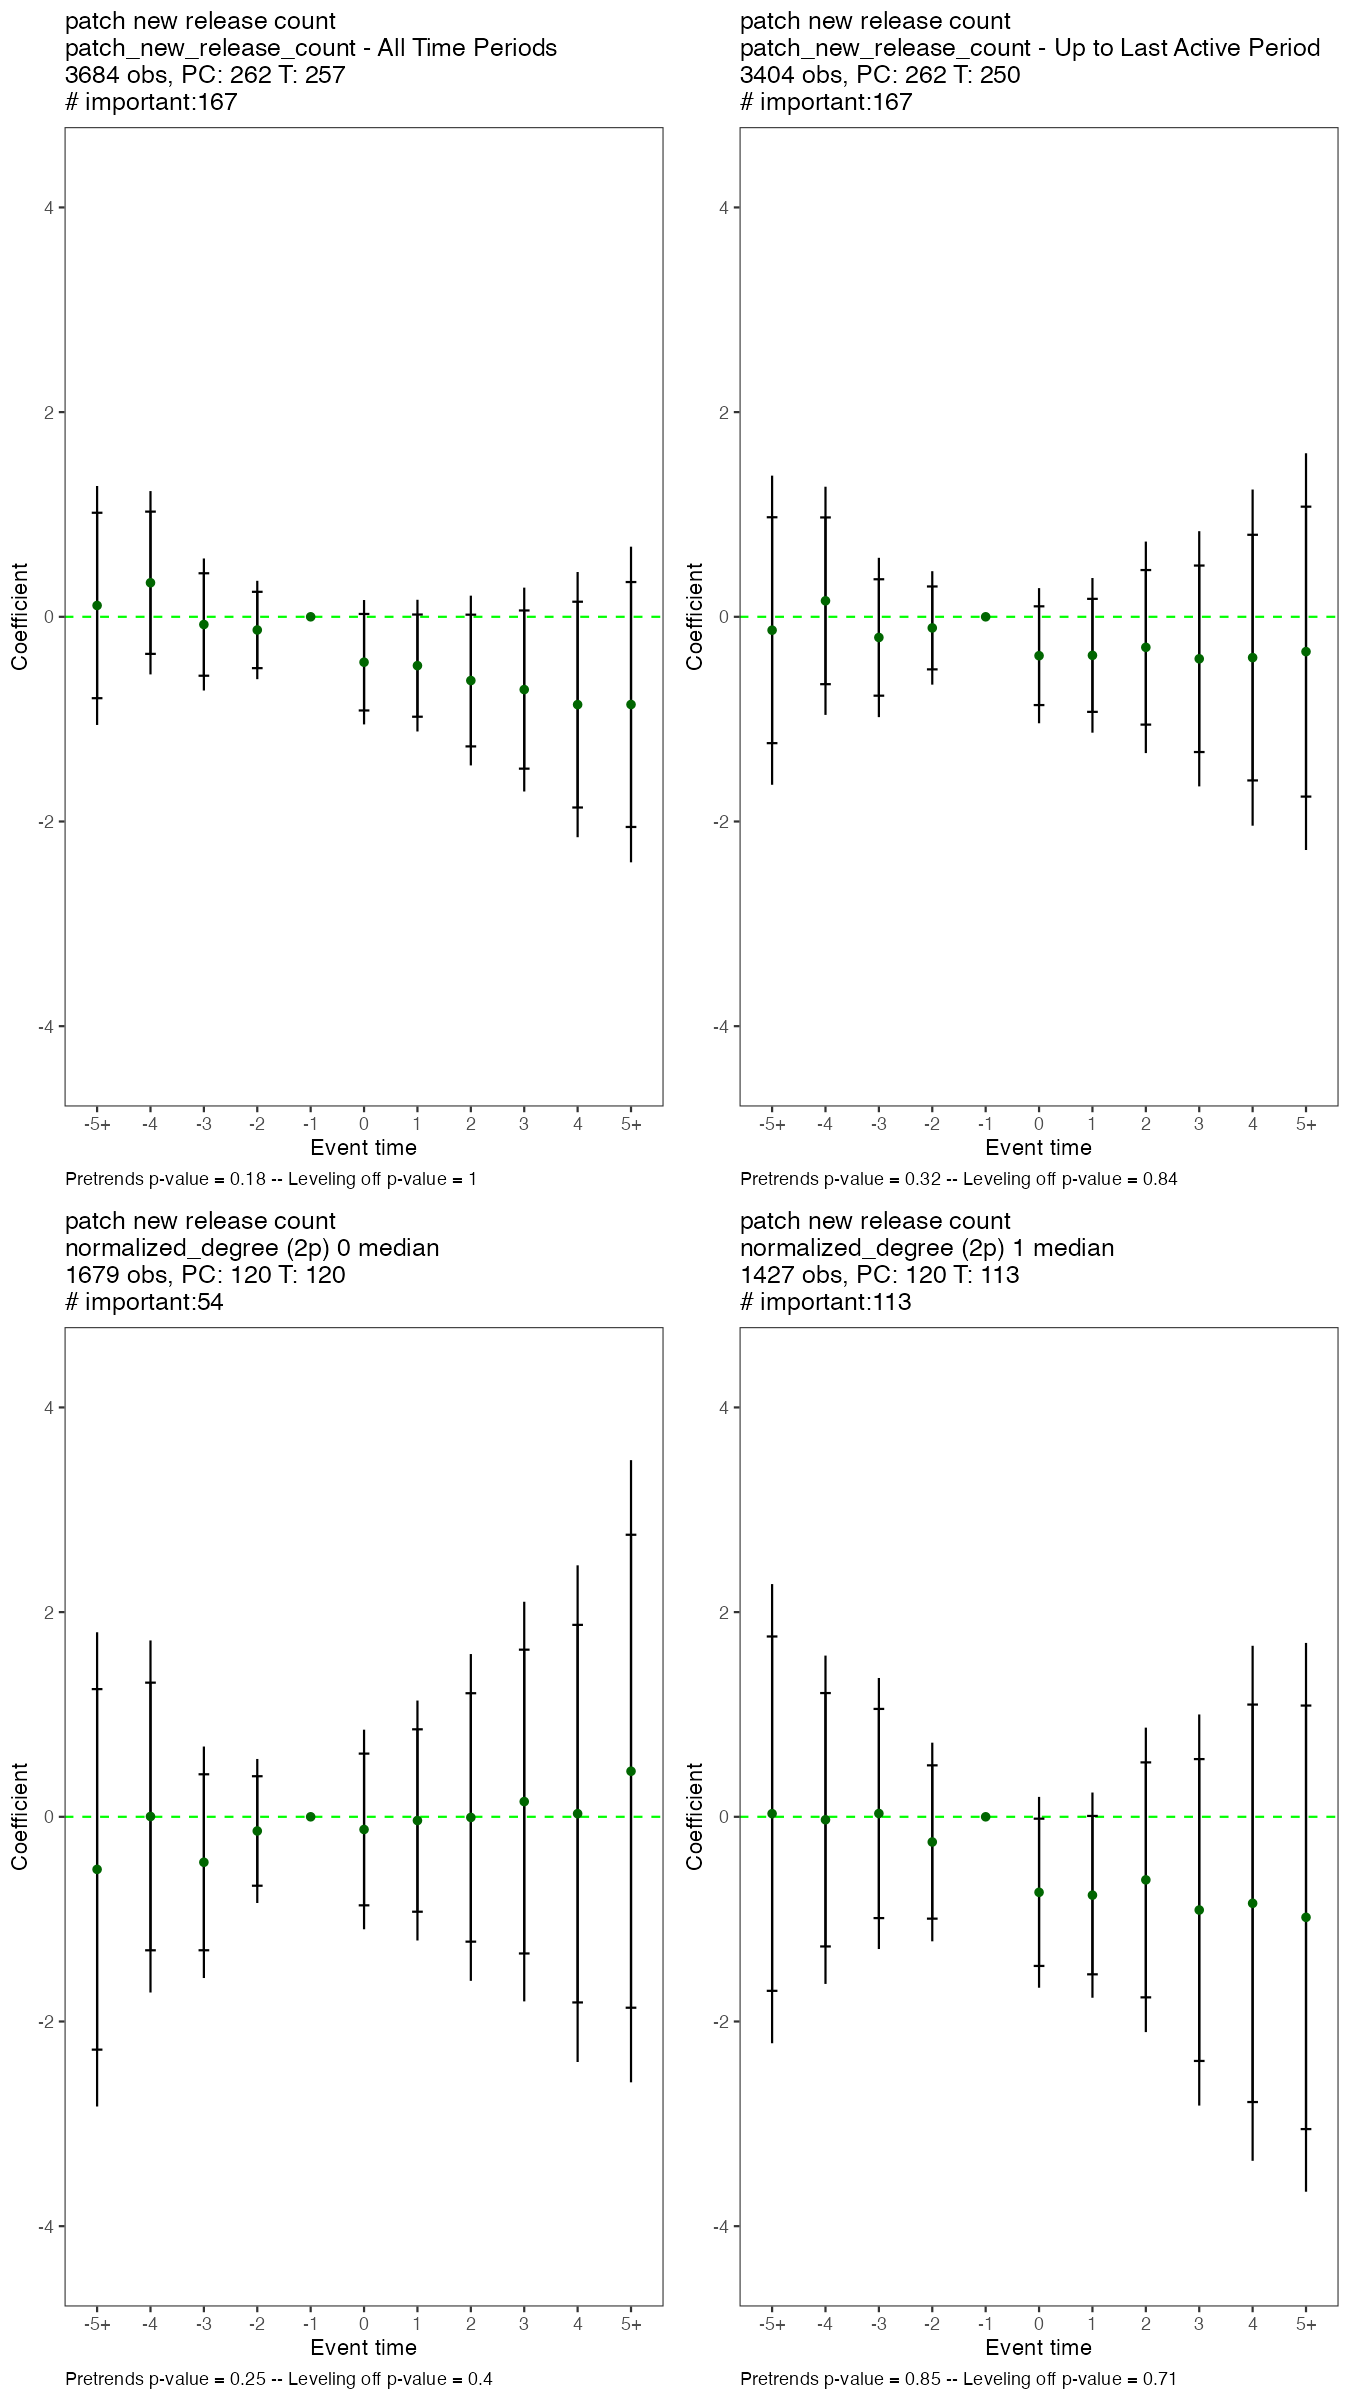 patch new release count
patch_new_release_count - All Time Periods
3684 obs, PC: 262 T: 257
# important:167
4
2
0
-2
-4
Coefficient
-5+ -4 -3 -2 -1 0 1 2 3 4 5+
Event time
Pretrends p-value = 0.18 -- Leveling off p-value = 1
patch new release count
patch_new_release_count - Up to Last Active Period
3404 obs, PC: 262 T: 250
# important:167
4
2
0
-2
-4
Coefficient
-5+ -4 -3 -2 -1 0 1 2 3 4 5+
Event time
Pretrends p-value = 0.32 -- Leveling off p-value = 0.84
patch new release count
normalized_degree (2p) 0 median
1679 obs, PC: 120 T: 120
# important:54
4
2
0
-2
-4
Coefficient
-5+ -4 -3 -2 -1 0 1 2 3 4 5+
Event time
Pretrends p-value = 0.25 -- Leveling off p-value = 0.4
patch new release count
normalized_degree (2p) 1 median
1427 obs, PC: 120 T: 113
# important:113
4
2
0
-2
-4
Coefficient
-5+ -4 -3 -2 -1 0 1 2 3 4 5+
Event time
Pretrends p-value = 0.85 -- Leveling off p-value = 0.71